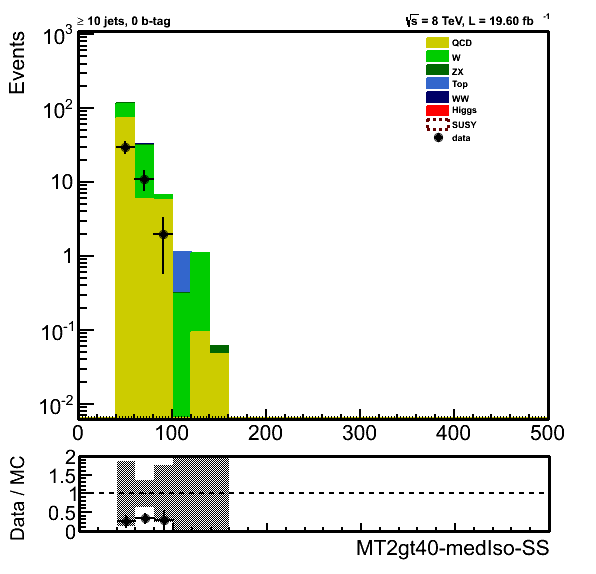 ≥ 10 jets, 0 b-tag
√s = 8 TeV, L = 19.60 fb⁻¹
Events
10³
10²
10
1
10⁻¹
10⁻²
QCD
W
ZX
Top
WW
Higgs
SUSY
data
0 100 200 300 400 500
Data / MC
2
1.5
1
0.5
0
MT2gt40-medIso-SS